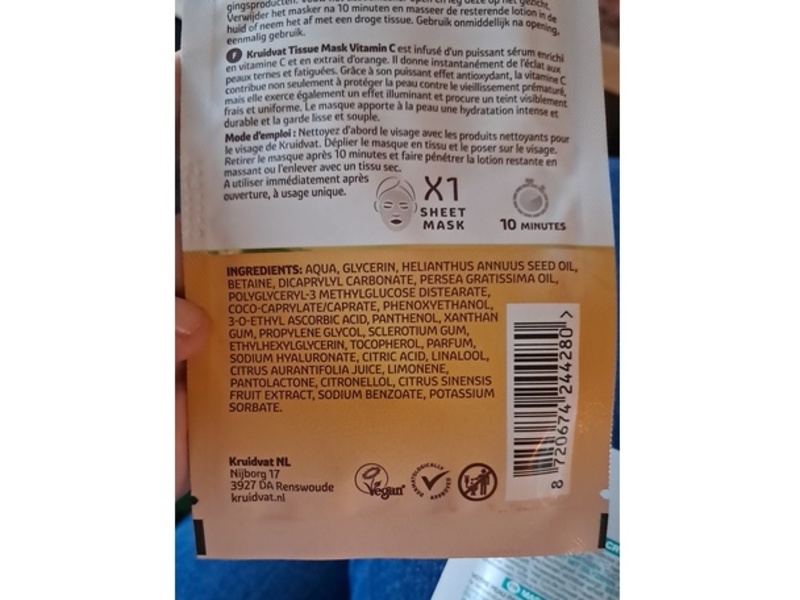 gingsproducten.
Verwijder het masker na 10 minuten en masseer de resterende lotion in de
huid of neem het af met een droge tissue. Gebruik onmiddellijk na opening,
eenmalig gebruik.
F Kruidvat Tissue Mask Vitamin C est infusé d'un puissant sérum enrichi
en vitamine C et en extrait d'orange. Il donne instantanément de l'éclat aux
peaux ternes et fatiguées. Grâce à son puissant effet antioxydant, la vitamine C
contribue non seulement à protéger la peau contre le vieillissement prématuré,
mais elle exerce également un effet illuminant et procure un teint visiblement
frais et uniforme. Le masque apporte à la peau une hydratation intense et
durable et la garde lisse et souple.
Mode d'emploi : Nettoyez d'abord le visage avec les produits nettoyants pour
le visage de Kruidvat. Déplier le masque en tissu et le poser sur le visage.
Retirer le masque après 10 minutes et faire pénétrer la lotion restante en
massant ou l'enlever avec un tissu sec.
A utiliser immédiatement après
ouverture, à usage unique.
X1
SHEET
MASK
10 MINUTES
INGREDIENTS: AQUA, GLYCERIN, HELIANTHUS ANNUUS SEED OIL,
BETAINE, DICAPRYLYL CARBONATE, PERSEA GRATISSIMA OIL,
POLYGLYCERYL-3 METHYLGLUCOSE DISTEARATE,
COCO-CAPRYLATE/CAPRATE, PHENOXYETHANOL,
3-O-ETHYL ASCORBIC ACID, PANTHENOL, XANTHAN
GUM, PROPYLENE GLYCOL, SCLEROTIUM GUM,
ETHYLHEXYLGLYCERIN, TOCOPHEROL, PARFUM,
SODIUM HYALURONATE, CITRIC ACID, LINALOOL,
CITRUS AURANTIFOLIA JUICE, LIMONENE,
PANTOLACTONE, CITRONELLOL, CITRUS SINENSIS
FRUIT EXTRACT, SODIUM BENZOATE, POTASSIUM
SORBATE.
8 720674 244280 >
Kruidvat NL
Nijborg 17
3927 DA Renswoude
kruidvat.nl
Vegan
DERMATOLOGICALLY